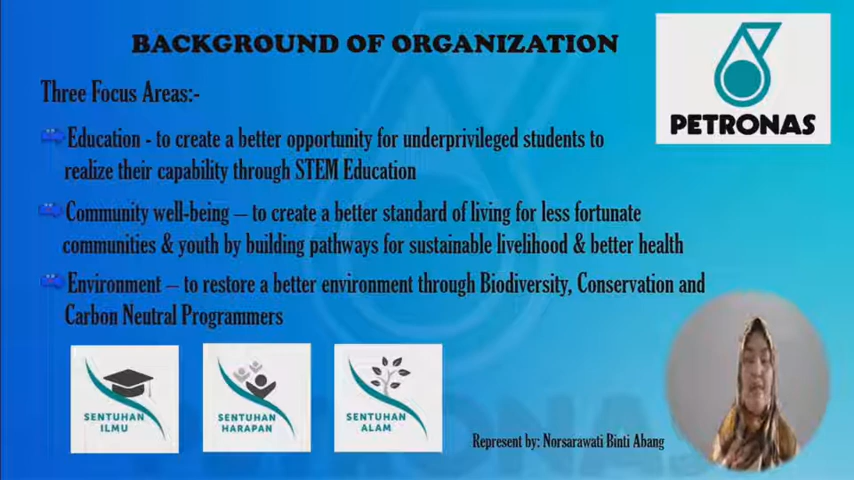 BACKGROUND OF ORGANIZATION
PETRONAS
Three Focus Areas:-
Education - to create a better opportunity for underprivileged students to
realize their capability through STEM Education
Community well-being – to create a better standard of living for less fortunate
communities & youth by building pathways for sustainable livelihood & better health
Environment – to restore a better environment through Biodiversity, Conservation and
Carbon Neutral Programmers
SENTUHAN
ILMU
SENTUHAN
HARAPAN
SENTUHAN
ALAM
Represent by: Norsarawati Binti Abang
PETRONAS